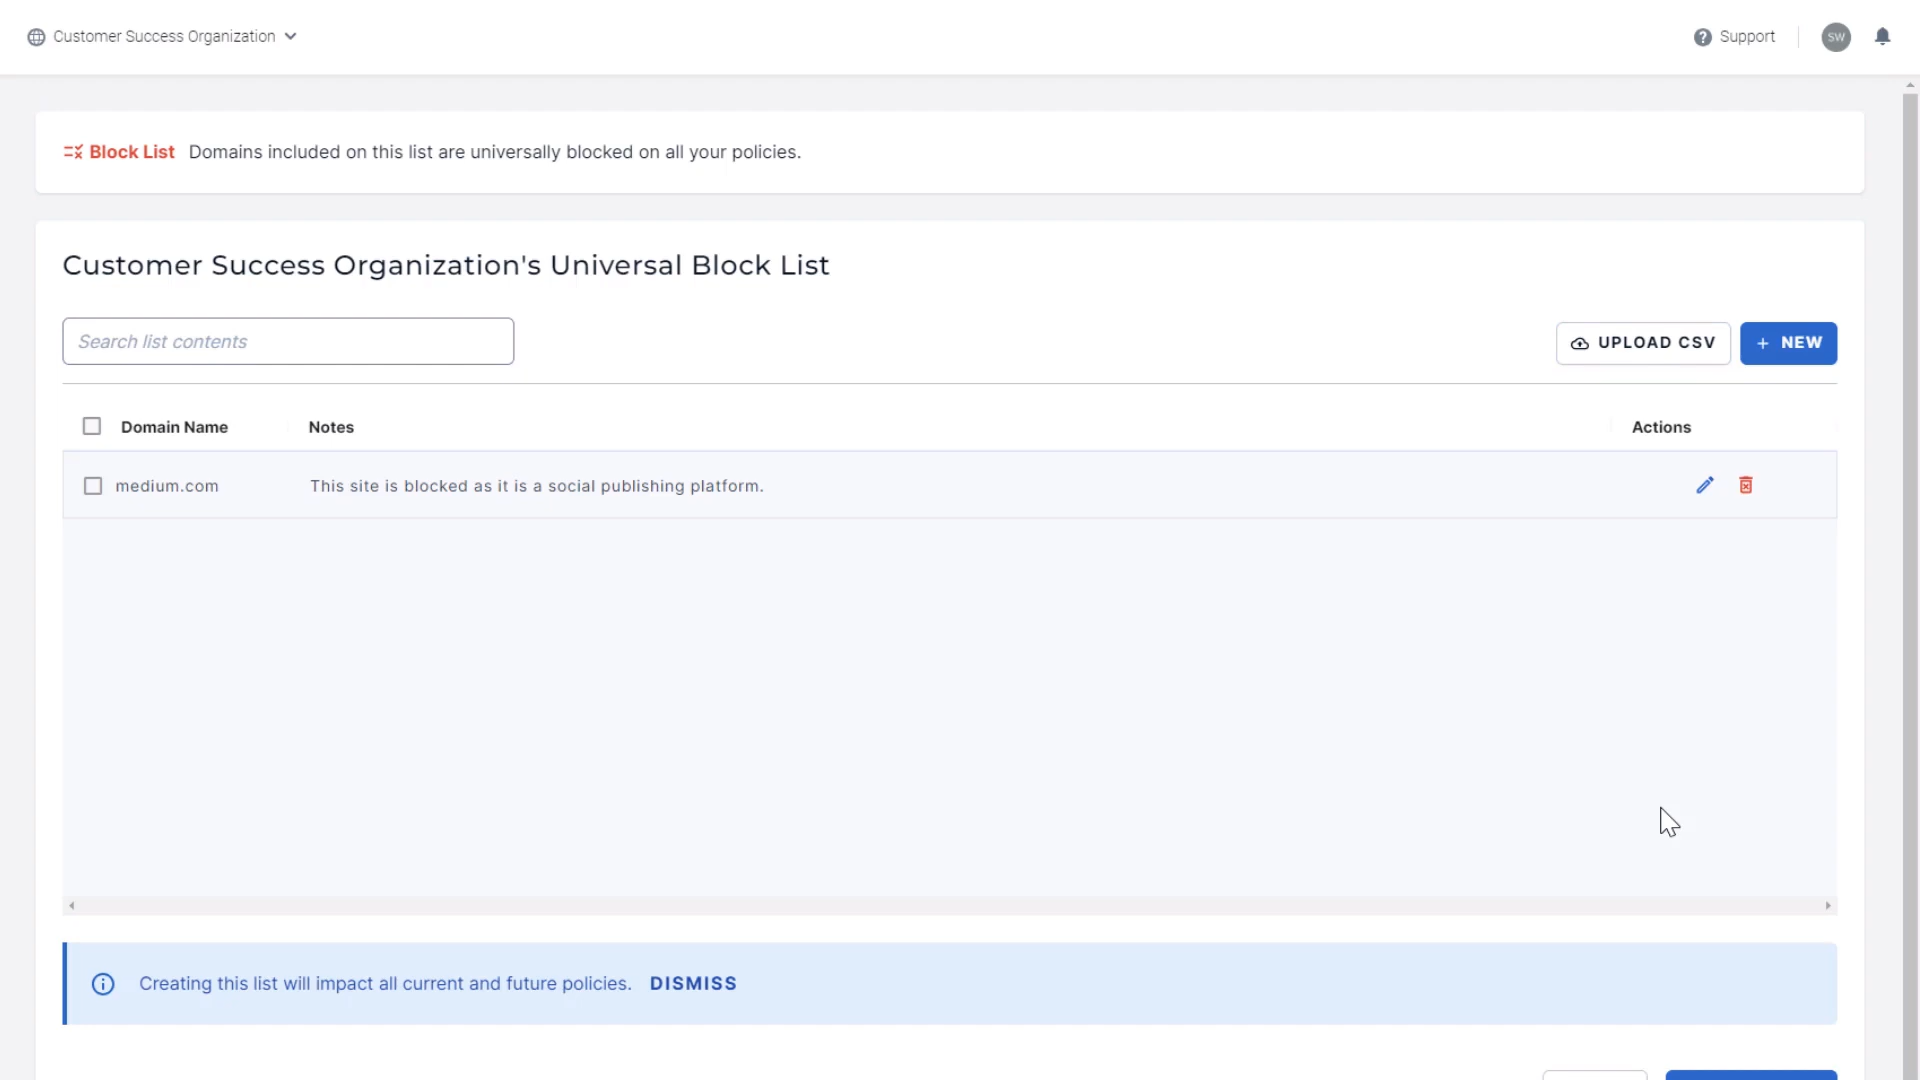 Customer Success Organization
Support
SW
Block List Domains included on this list are universally blocked on all your policies.
Customer Success Organization's Universal Block List
Search list contents
UPLOAD CSV
+ NEW
Domain Name Notes Actions
medium.com This site is blocked as it is a social publishing platform.
Creating this list will impact all current and future policies. DISMISS